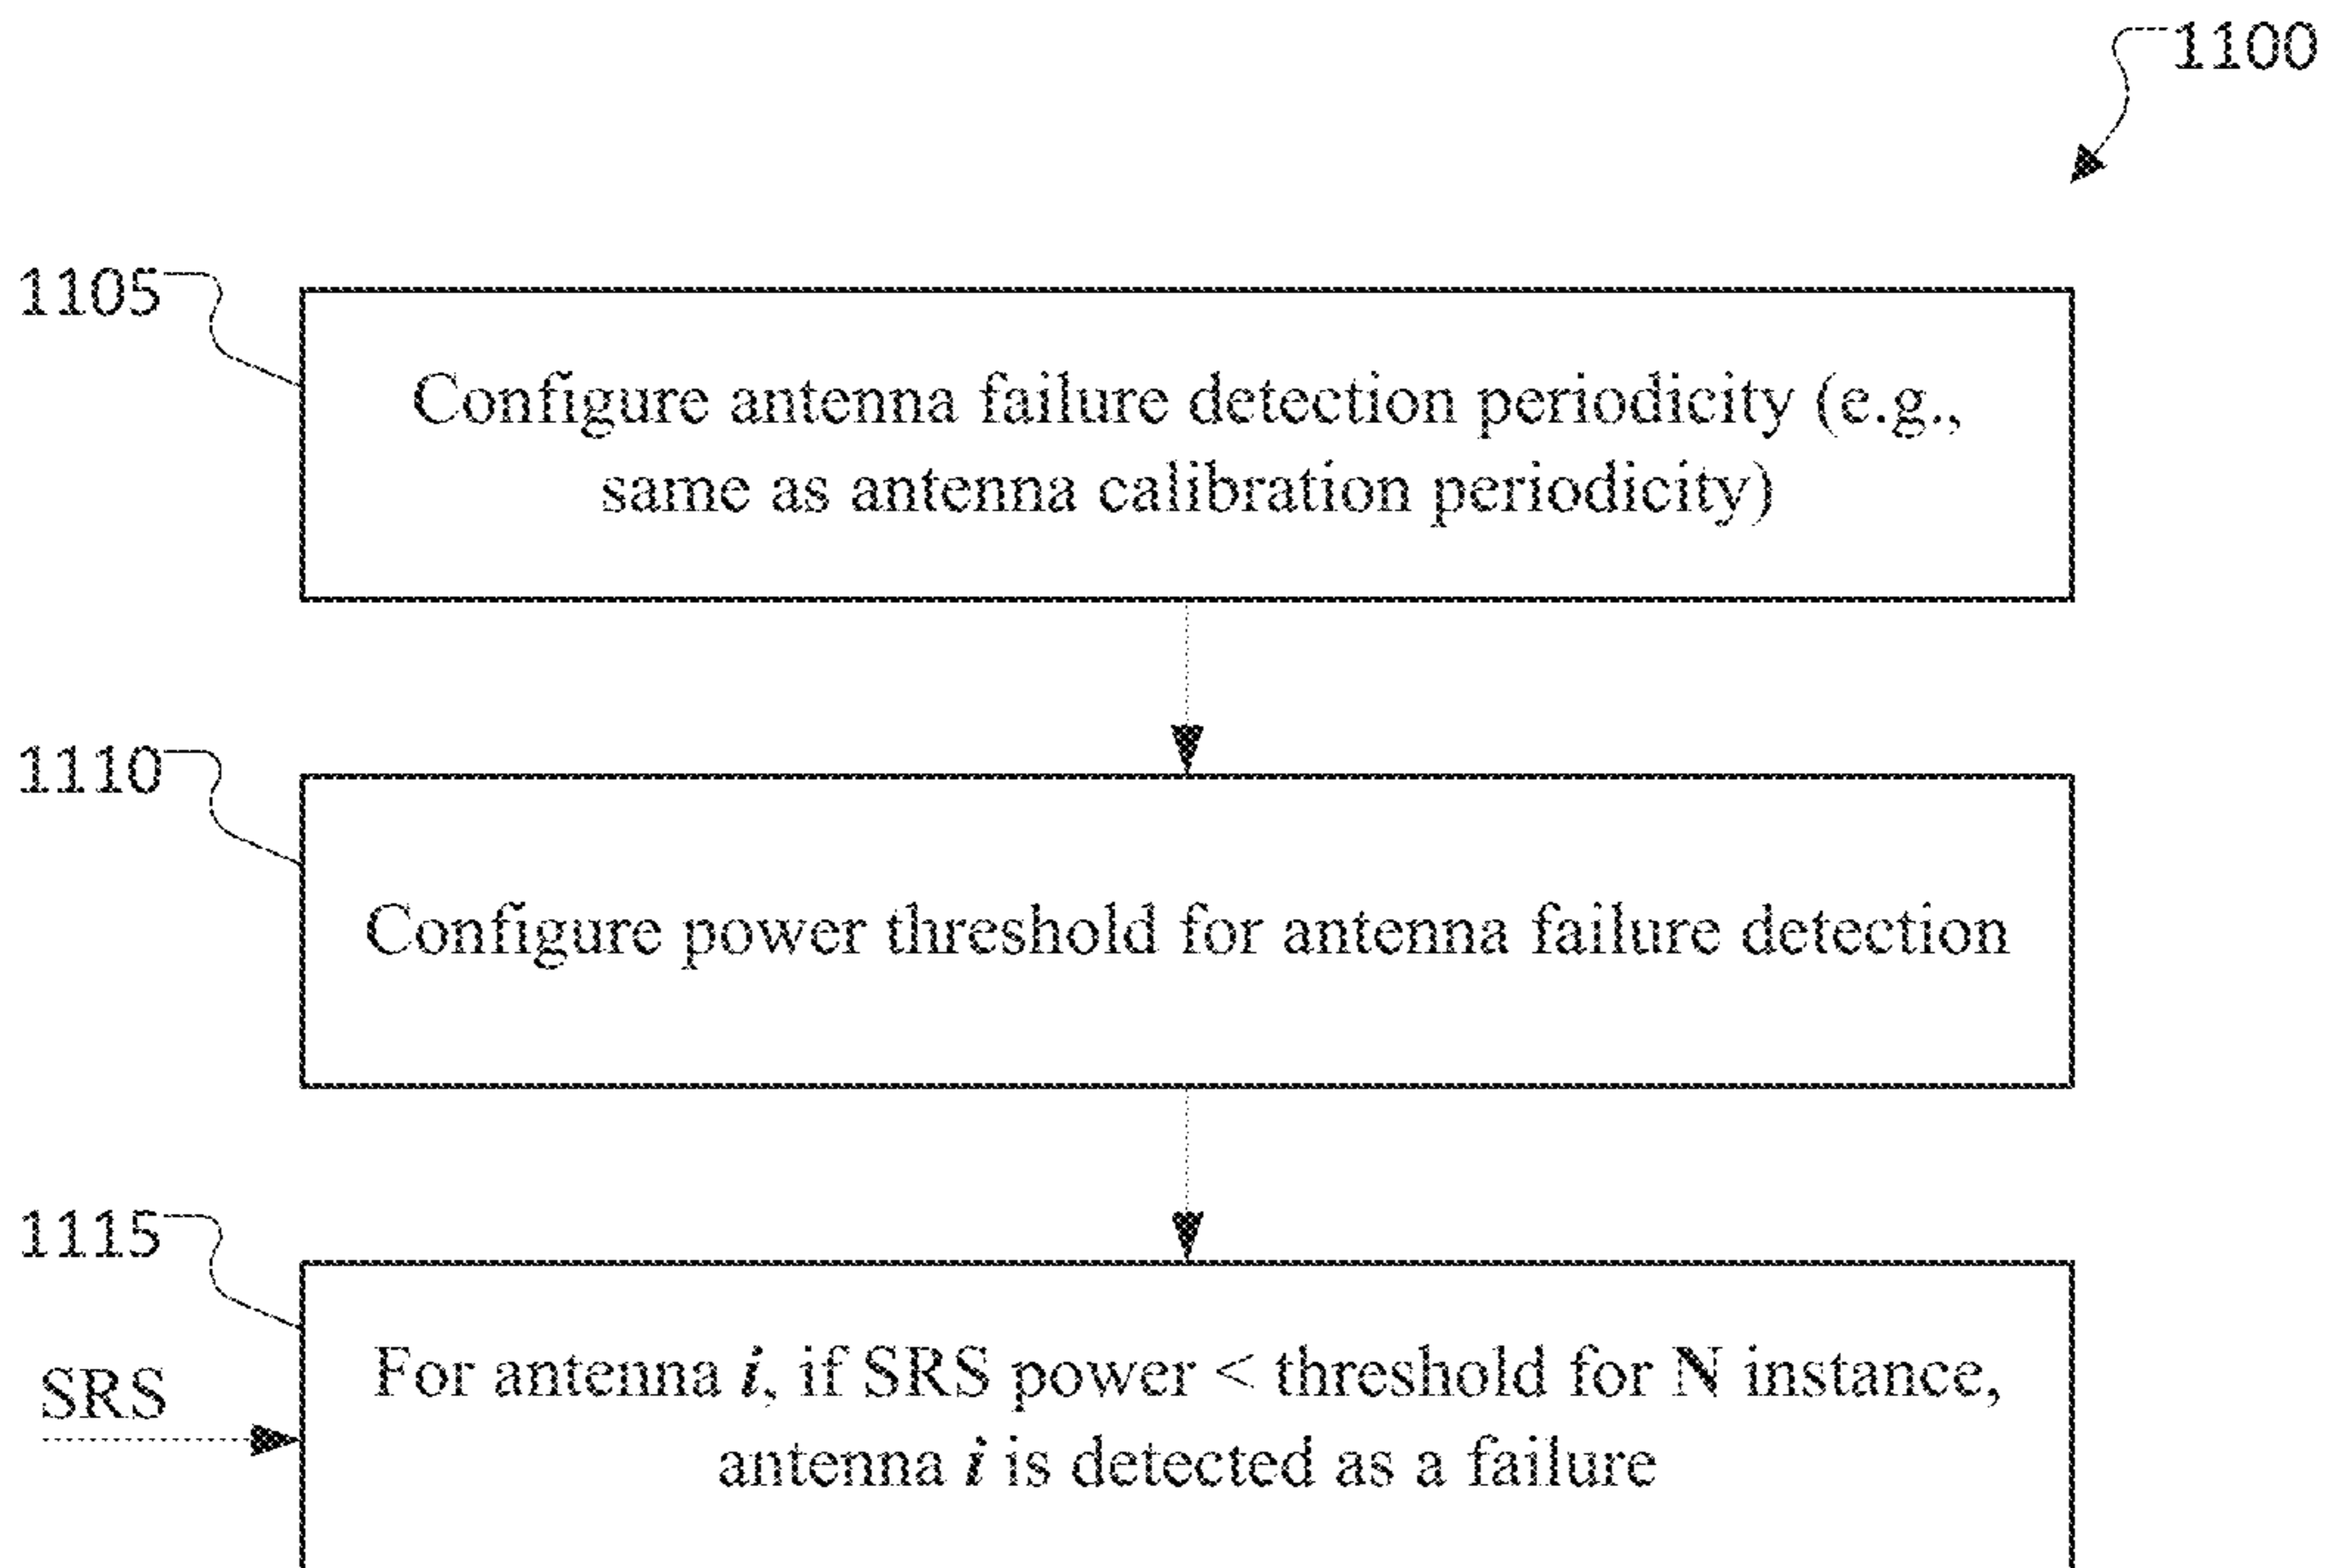 1100
1105
Configure antenna failure detection periodicity (e.g.,
same as antenna calibration periodicity)
1110
Configure power threshold for antenna failure detection
1115
SRS
For antenna i, if SRS power < threshold for N instance,
antenna i is detected as a failure